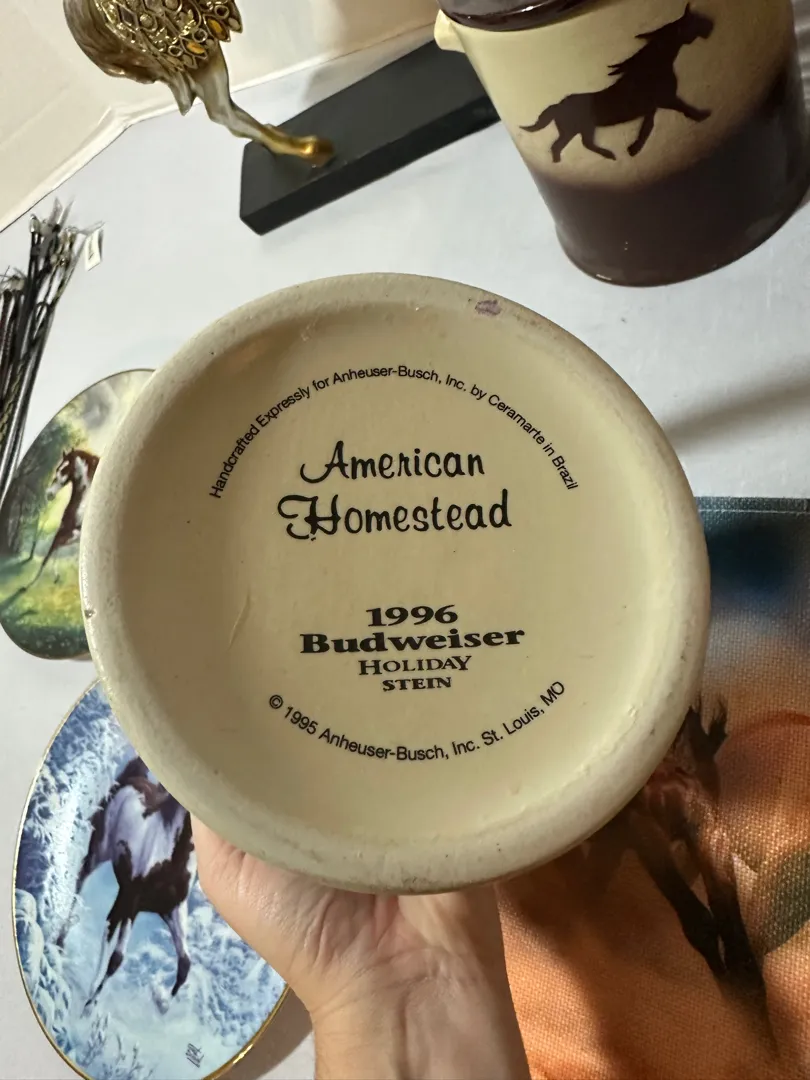 Handcrafted Expressly for Anheuser-Busch, Inc. by Ceramarte in Brazil
American
Homestead
1996
Budweiser
HOLIDAY
STEIN
© 1995 Anheuser-Busch, Inc. St. Louis, MO